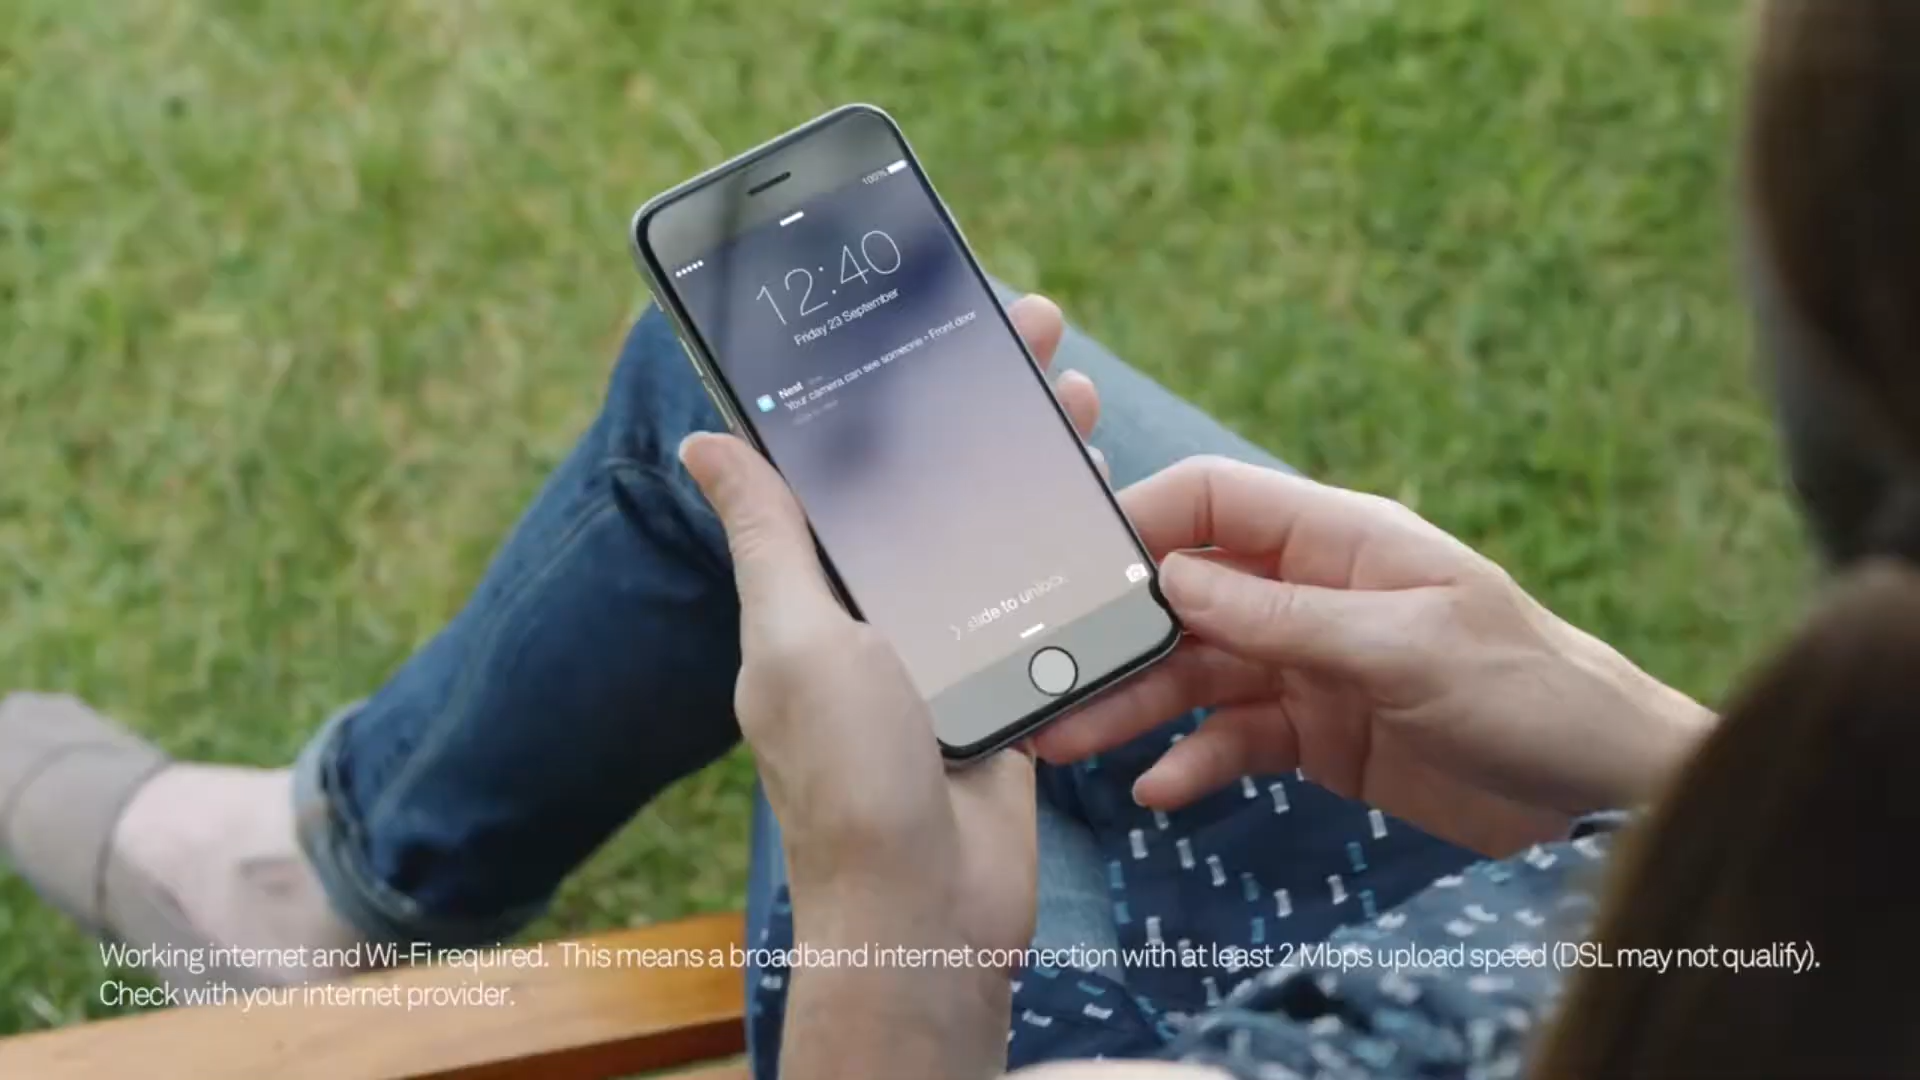 100%
12:40
Friday 23 September
Nest
Your camera can see someone · Front door
slide to unlock
Working internet and Wi-Fi required. This means a broadband internet connection with at least 2 Mbps upload speed (DSL may not qualify).
Check with your internet provider.